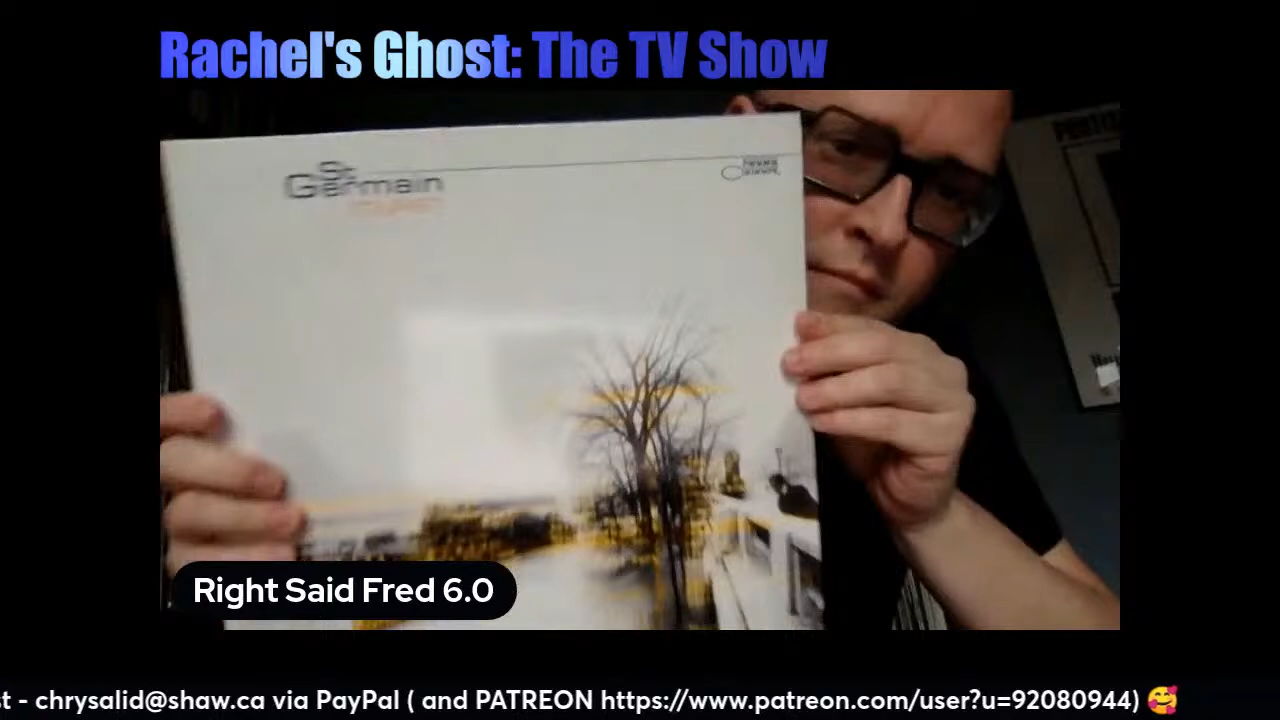 Rachel's Ghost: The TV Show
St
Germain
Right Said Fred 6.0
st - chrysalid@shaw.ca via PayPal ( and PATREON https://www.patreon.com/user?u=92080944) 🥰